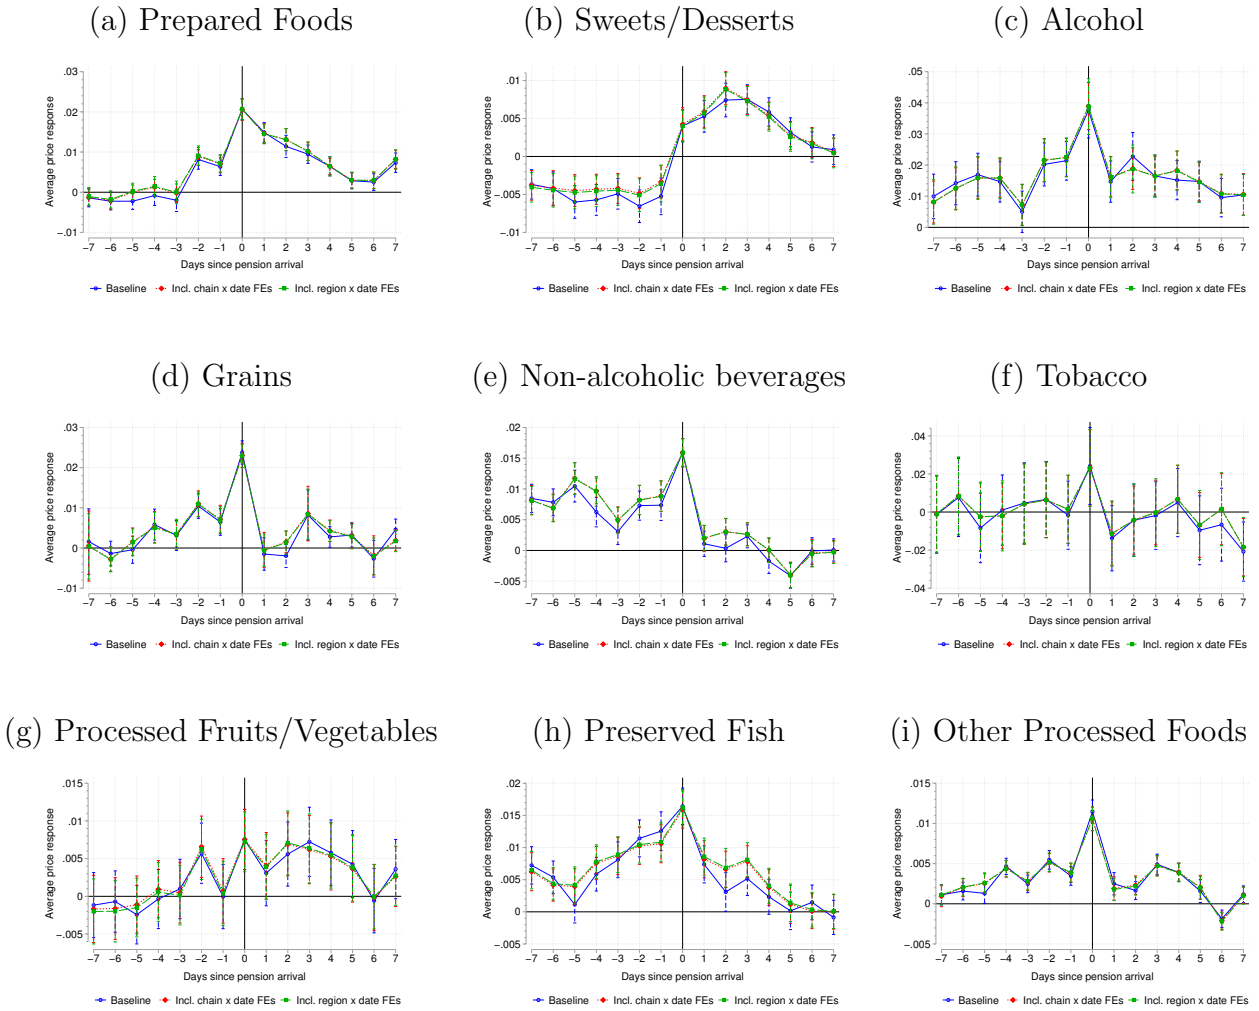 (a) Prepared Foods
.03
.02
.01
0
-.01
Average price response
-7 -6 -5 -4 -3 -2 -1 0 1 2 3 4 5 6 7
Days since pension arrival
Baseline Incl. chain x date FEs Incl. region x date FEs
(b) Sweets/Desserts
.01
.005
0
-.005
-.01
Average price response
-7 -6 -5 -4 -3 -2 -1 0 1 2 3 4 5 6 7
Days since pension arrival
Baseline Incl. chain x date FEs Incl. region x date FEs
(c) Alcohol
.05
.04
.03
.02
.01
0
Average price response
-7 -6 -5 -4 -3 -2 -1 0 1 2 3 4 5 6 7
Days since pension arrival
Baseline Incl. chain x date FEs Incl. region x date FEs
(d) Grains
.03
.02
.01
0
-.01
Average price response
-7 -6 -5 -4 -3 -2 -1 0 1 2 3 4 5 6 7
Days since pension arrival
Baseline Incl. chain x date FEs Incl. region x date FEs
(e) Non-alcoholic beverages
.02
.015
.01
.005
0
-.005
Average price response
-7 -6 -5 -4 -3 -2 -1 0 1 2 3 4 5 6 7
Days since pension arrival
Baseline Incl. chain x date FEs Incl. region x date FEs
(f) Tobacco
.04
.02
0
-.02
-.04
Average price response
-7 -6 -5 -4 -3 -2 -1 0 1 2 3 4 5 6 7
Days since pension arrival
Baseline Incl. chain x date FEs Incl. region x date FEs
(g) Processed Fruits/Vegetables
.015
.01
.005
0
-.005
Average price response
-7 -6 -5 -4 -3 -2 -1 0 1 2 3 4 5 6 7
Days since pension arrival
Baseline Incl. chain x date FEs Incl. region x date FEs
(h) Preserved Fish
.02
.015
.01
.005
0
-.005
Average price response
-7 -6 -5 -4 -3 -2 -1 0 1 2 3 4 5 6 7
Days since pension arrival
Baseline Incl. chain x date FEs Incl. region x date FEs
(i) Other Processed Foods
.015
.01
.005
0
-.005
Average price response
-7 -6 -5 -4 -3 -2 -1 0 1 2 3 4 5 6 7
Days since pension arrival
Baseline Incl. chain x date FEs Incl. region x date FEs